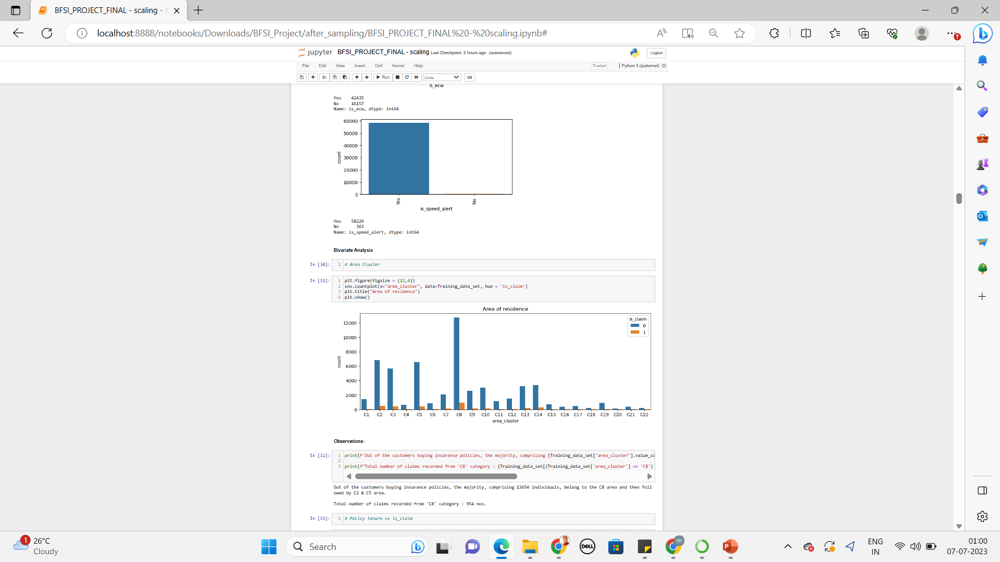 BFSI_PROJECT_FINAL - scaling - J
localhost:8888/notebooks/Downloads/BFSI_Project/after_sampling/BFSI_PROJECT_FINAL%20-%20scaling.ipynb#
jupyter BFSI_PROJECT_FINAL - scaling Last Checkpoint: 2 hours ago (autosaved)
Logout
File Edit View Insert Cell Kernel Help
Trusted
Python 3 (ipykernel)
Run
Code
is_ecw
Yes 42435
No 16157
Name: is_ecw, dtype: int64
60000
50000
40000
30000
20000
10000
0
count
Yes
No
is_speed_alert
Yes 58229
No 363
Name: is_speed_alert, dtype: int64
Bivariate Analysis
In [30]: 1 # Area Cluster
In [31]: 1 plt.figure(figsize = (12,4))
2 sns.countplot(x="area_cluster", data=Training_data_set, hue = 'is_claim')
3 plt.title("Area of residence")
4 plt.show()
Area of residence
is_claim
0
1
12000
10000
8000
6000
4000
2000
0
count
C1 C2 C3 C4 C5 C6 C7 C8 C9 C10 C11 C12 C13 C14 C15 C16 C17 C18 C19 C20 C21 C22
area_cluster
Observations:
In [32]: 1 print(f'Out of the customers buying insurance policies, the majority, comprising {Training_data_set["area_cluster"].value_co
2
3 print(f"Total number of claims recorded from 'C8' category : {Training_data_set[(Training_data_set['area_cluster'] == 'C8')
Out of the customers buying insurance policies, the majority, comprising 13654 individuals, belong to the C8 area and then foll
owed by C2 & C5 area.
Total number of claims recorded from 'C8' category : 954 nos.
In [33]: 1 # Policy tenure vs is_claim
1
26°C
Cloudy
Search
DELL
m
P
ENG
IN
01:00
07-07-2023